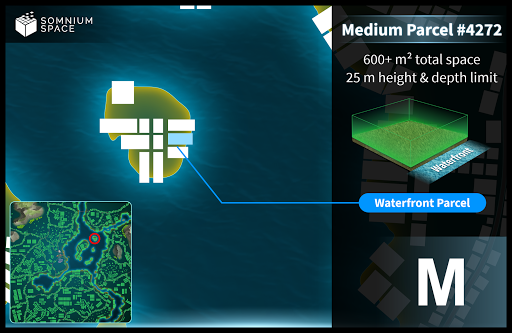 SOMNIUM
SPACE
Medium Parcel #4272
600+ m² total space
25 m height & depth limit
Waterfront
Waterfront Parcel
M